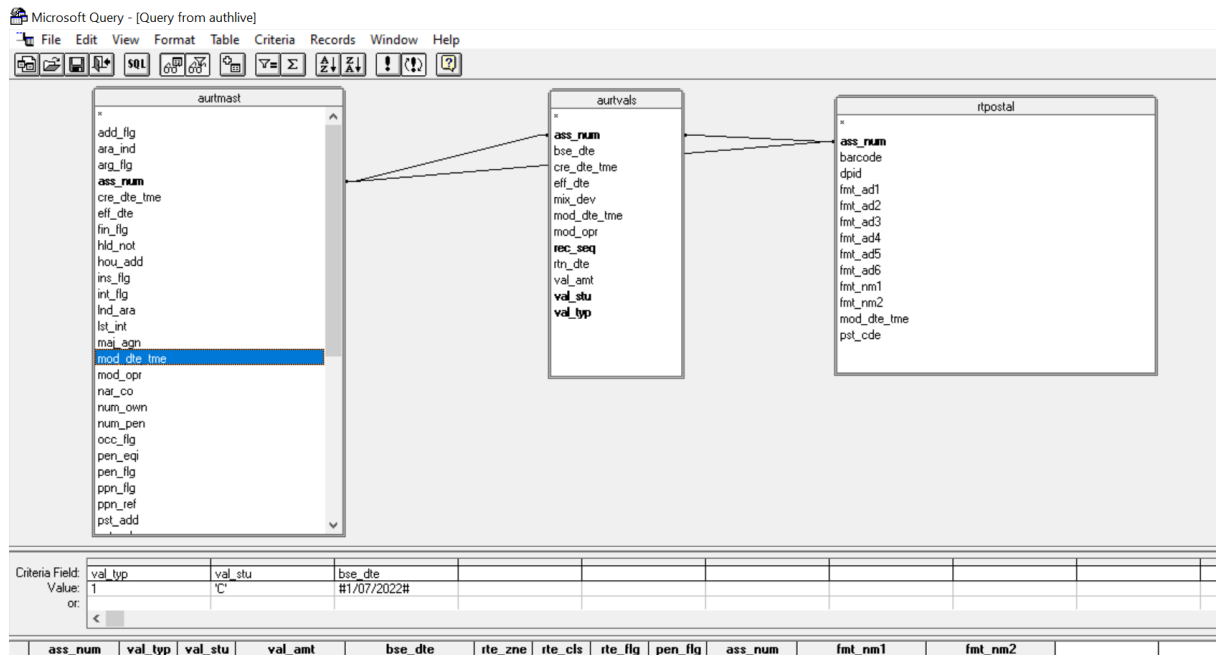 Microsoft Query - [Query from authlive]
File Edit View Format Table Criteria Records Window Help
SQL
aurtmast
*
add_flg
ara_ind
arg_flg
ass_num
cre_dte_tme
eff_dte
fin_flg
hld_not
hou_add
ins_flg
int_flg
lnd_ara
lst_int
maj_agn
mod_dte_tme
mod_opr
nar_co
num_own
num_pen
occ_flg
pen_eqi
pen_flg
ppn_flg
ppn_ref
pst_add
aurtvals
*
ass_num
bse_dte
cre_dte_tme
eff_dte
mix_dev
mod_dte_tme
mod_opr
rec_seq
rtn_dte
val_amt
val_stu
val_typ
rtpostal
*
ass_num
barcode
dpid
fmt_ad1
fmt_ad2
fmt_ad3
fmt_ad4
fmt_ad5
fmt_ad6
fmt_nm1
fmt_nm2
mod_dte_tme
pst_cde
Criteria Field: val_typ val_stu bse_dte
Value: 1 'C' #1/07/2022#
or:
ass_num val_typ val_stu val_amt bse_dte rte_zne rte_cls rte_flg pen_flg ass_num fmt_nm1 fmt_nm2